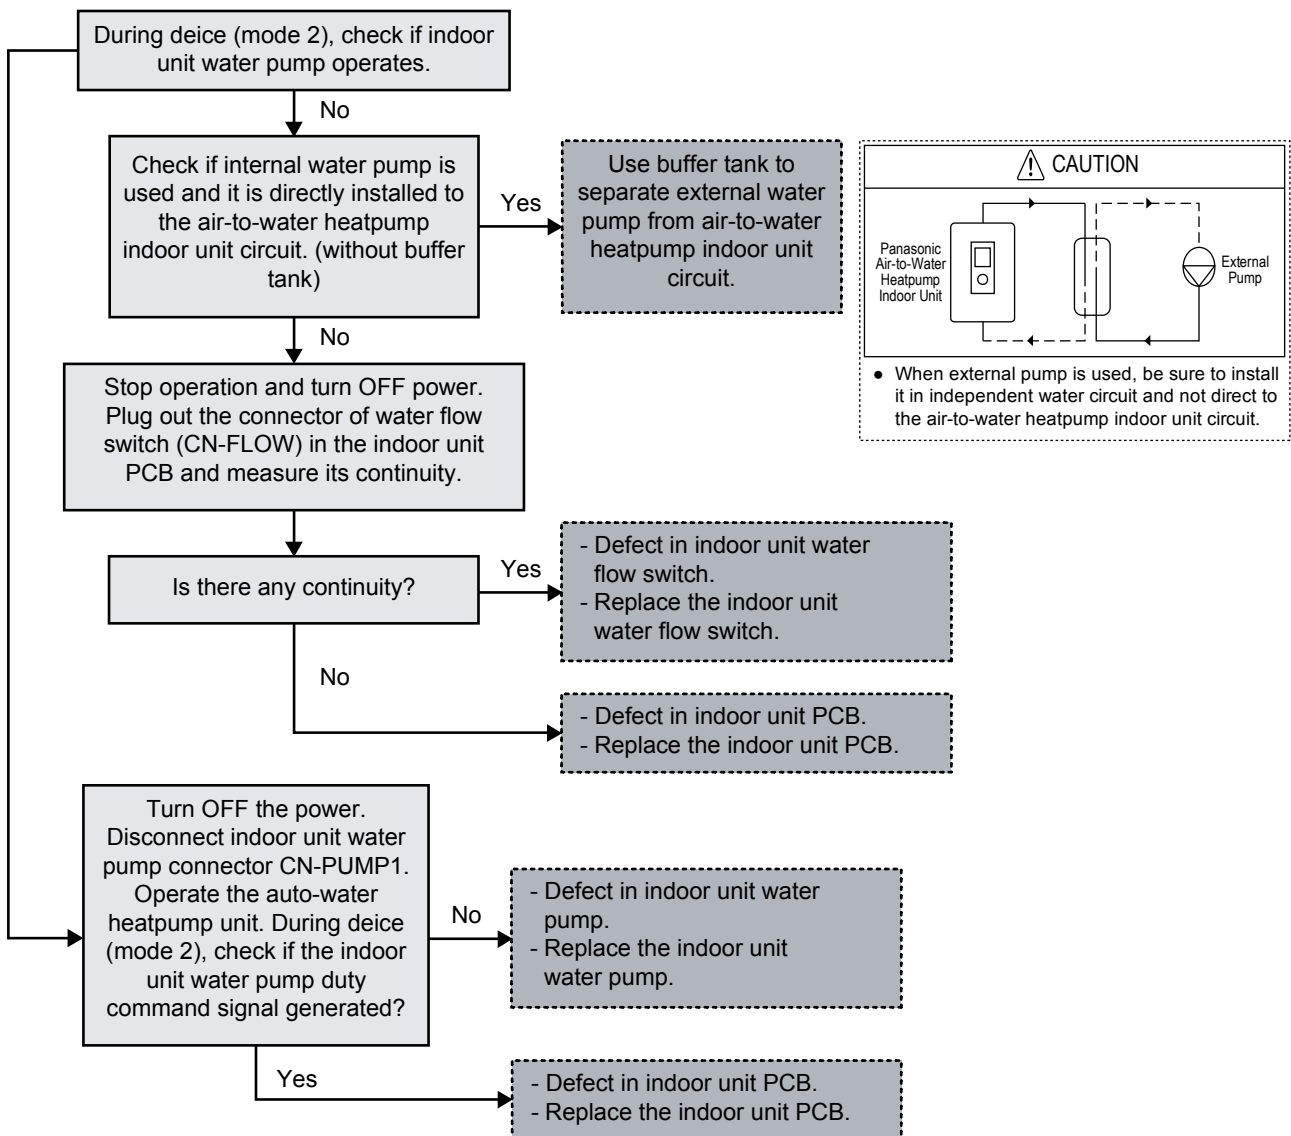 During deice (mode 2), check if indoor
unit water pump operates.
No
Check if internal water pump is
used and it is directly installed to
the air-to-water heatpump
indoor unit circuit. (without buffer
tank)
Yes
Use buffer tank to
separate external water
pump from air-to-water
heatpump indoor unit
circuit.
CAUTION
Panasonic
Air-to-Water
Heatpump
Indoor Unit
External
Pump
● When external pump is used, be sure to install
it in independent water circuit and not direct to
the air-to-water heatpump indoor unit circuit.
No
Stop operation and turn OFF power.
Plug out the connector of water flow
switch (CN-FLOW) in the indoor unit
PCB and measure its continuity.
Is there any continuity?
Yes
- Defect in indoor unit water
flow switch.
- Replace the indoor unit
water flow switch.
No
- Defect in indoor unit PCB.
- Replace the indoor unit PCB.
Turn OFF the power.
Disconnect indoor unit water
pump connector CN-PUMP1.
Operate the auto-water
heatpump unit. During deice
(mode 2), check if the indoor
unit water pump duty
command signal generated?
No
- Defect in indoor unit water
pump.
- Replace the indoor unit
water pump.
Yes
- Defect in indoor unit PCB.
- Replace the indoor unit PCB.